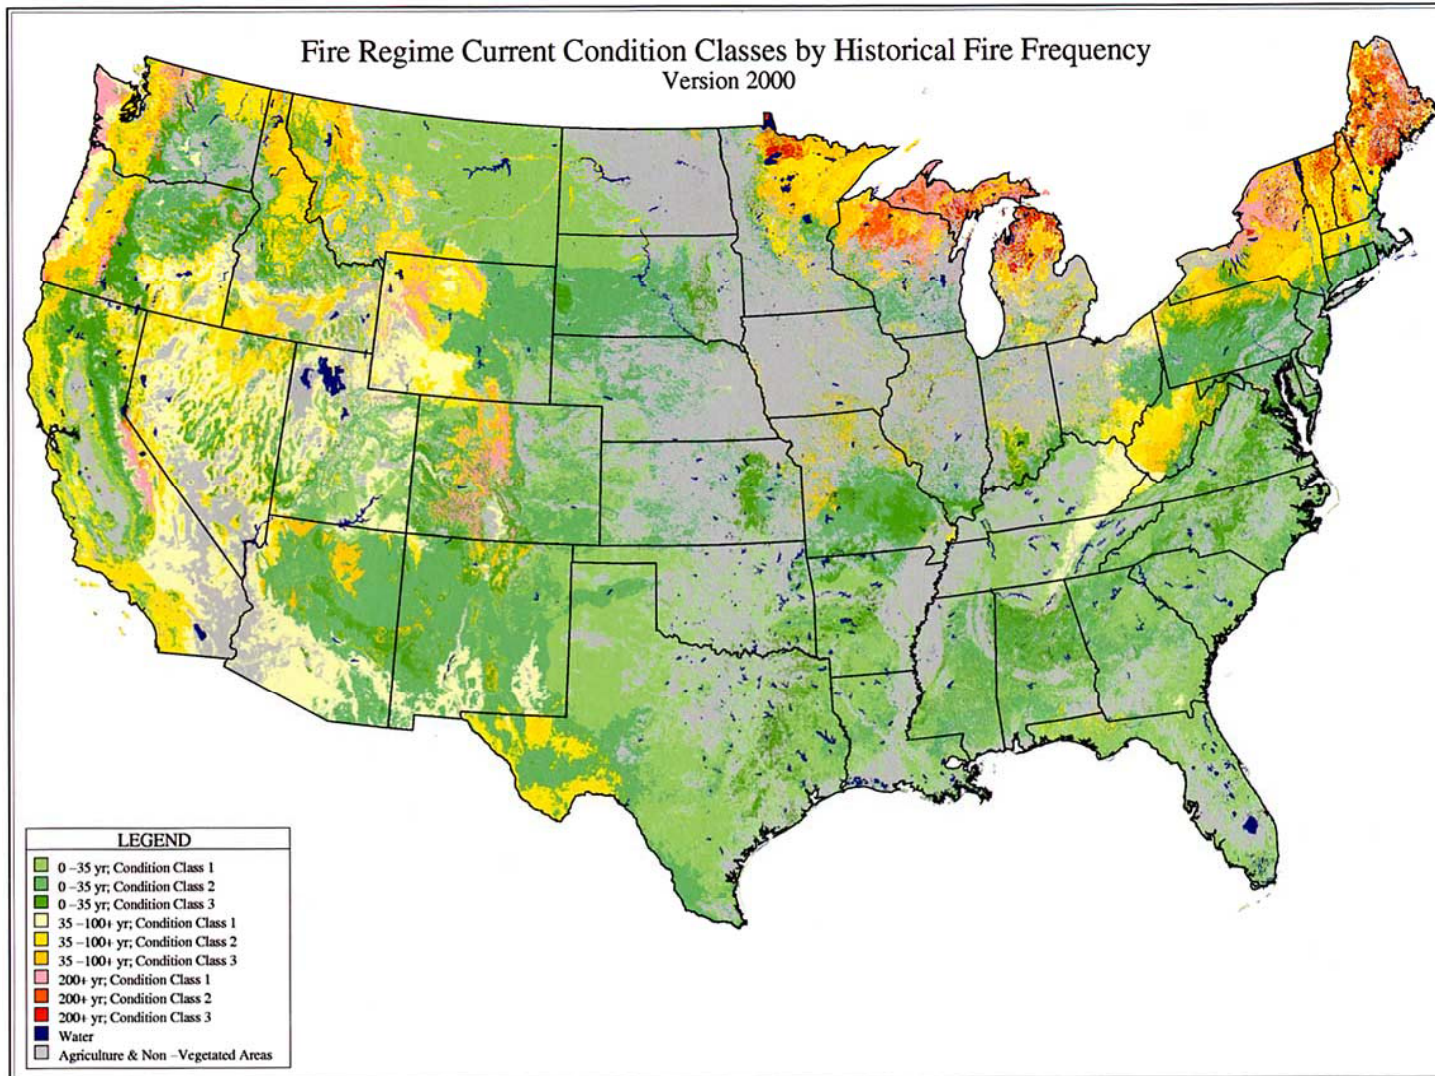 Fire Regime Current Condition Classes by Historical Fire Frequency
Version 2000
LEGEND
0 –35 yr; Condition Class 1
0 –35 yr; Condition Class 2
0 –35 yr; Condition Class 3
35 –100+ yr; Condition Class 1
35 –100+ yr; Condition Class 2
35 –100+ yr; Condition Class 3
200+ yr; Condition Class 1
200+ yr; Condition Class 2
200+ yr; Condition Class 3
Water
Agriculture & Non –Vegetated Areas